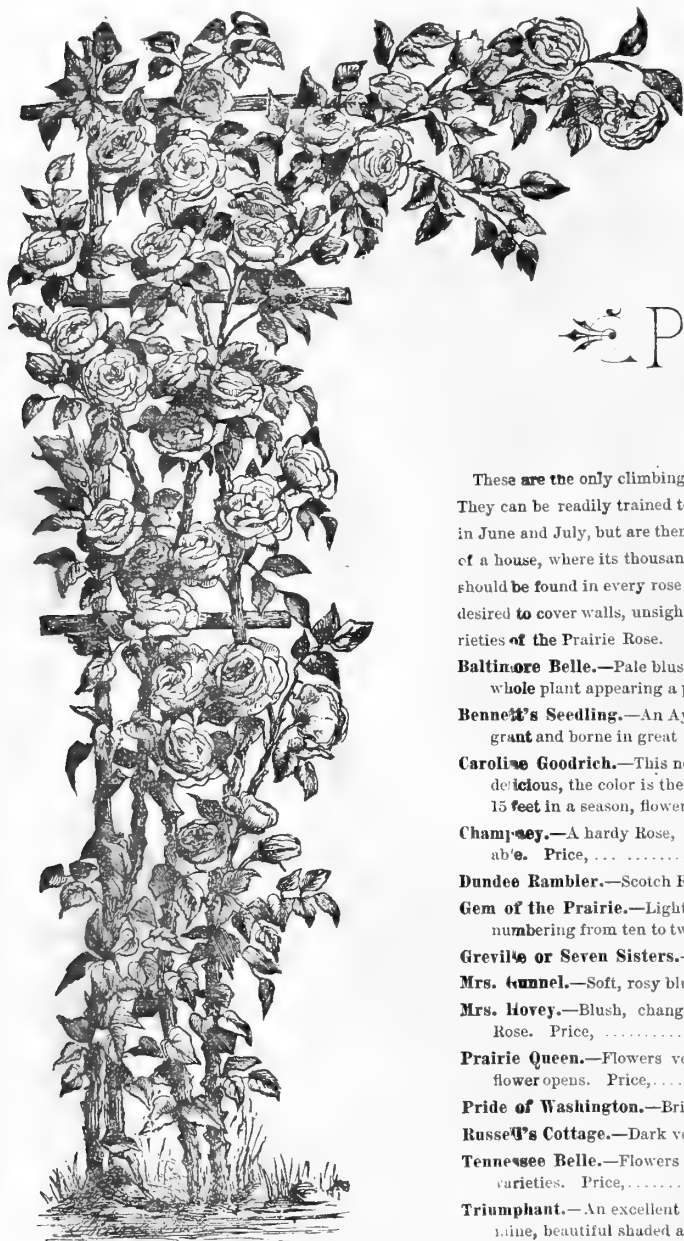 P
These are the only climbing
They can be readily trained t
in June and July, but are ther
of a house, where its thousan
should be found in every rose
desired to cover walls, unsigh
rieties of the Prairie Rose.
Baltimore Belle.—Pale blus
whole plant appearing a p
Bennett's Seedling.—An Ay
grant and borne in great
Caroline Goodrich.—This ne
delicious, the color is the
15 feet in a season, flower
Champney.—A hardy Rose,
able. Price, ... ........
Dundee Rambler.—Scotch R
Gem of the Prairie.—Light
numbering from ten to tw
Greville or Seven Sisters.—
Mrs. Gunnel.—Soft, rosy blu
Mrs. Hovey.—Blush, chang
Rose. Price, ..........
Prairie Queen.—Flowers ve
flower opens. Price,....
Pride of Washington.—Bri
Russell's Cottage.—Dark ve
Tennessee Belle.—Flowers
varieties. Price,........
Triumphant.—An excellent
mine, beautiful shaded a